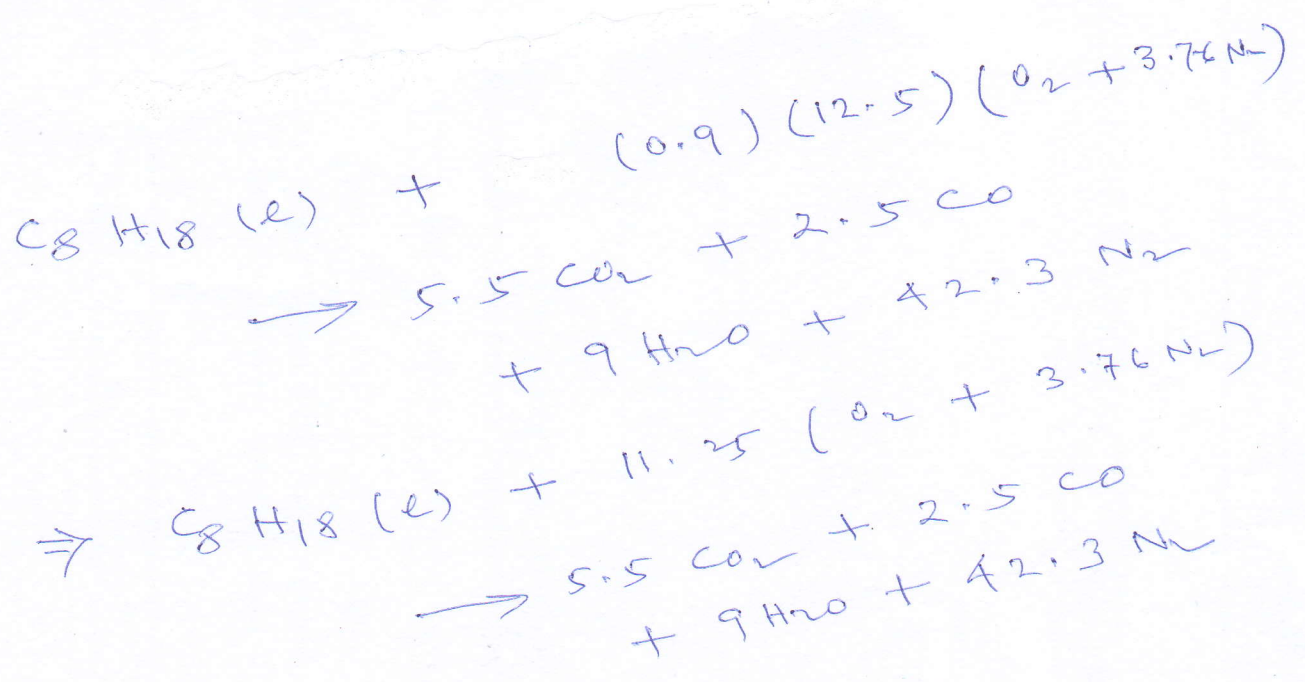 C8 H18 (l) + (0.9) (12.5) (O2 + 3.76 N2)
→ 5.5 CO2 + 2.5 CO
+ 9 H2O + 42.3 N2
⇒ C8 H18 (l) + 11.25 (O2 + 3.76 N2)
→ 5.5 CO2 + 2.5 CO
+ 9 H2O + 42.3 N2